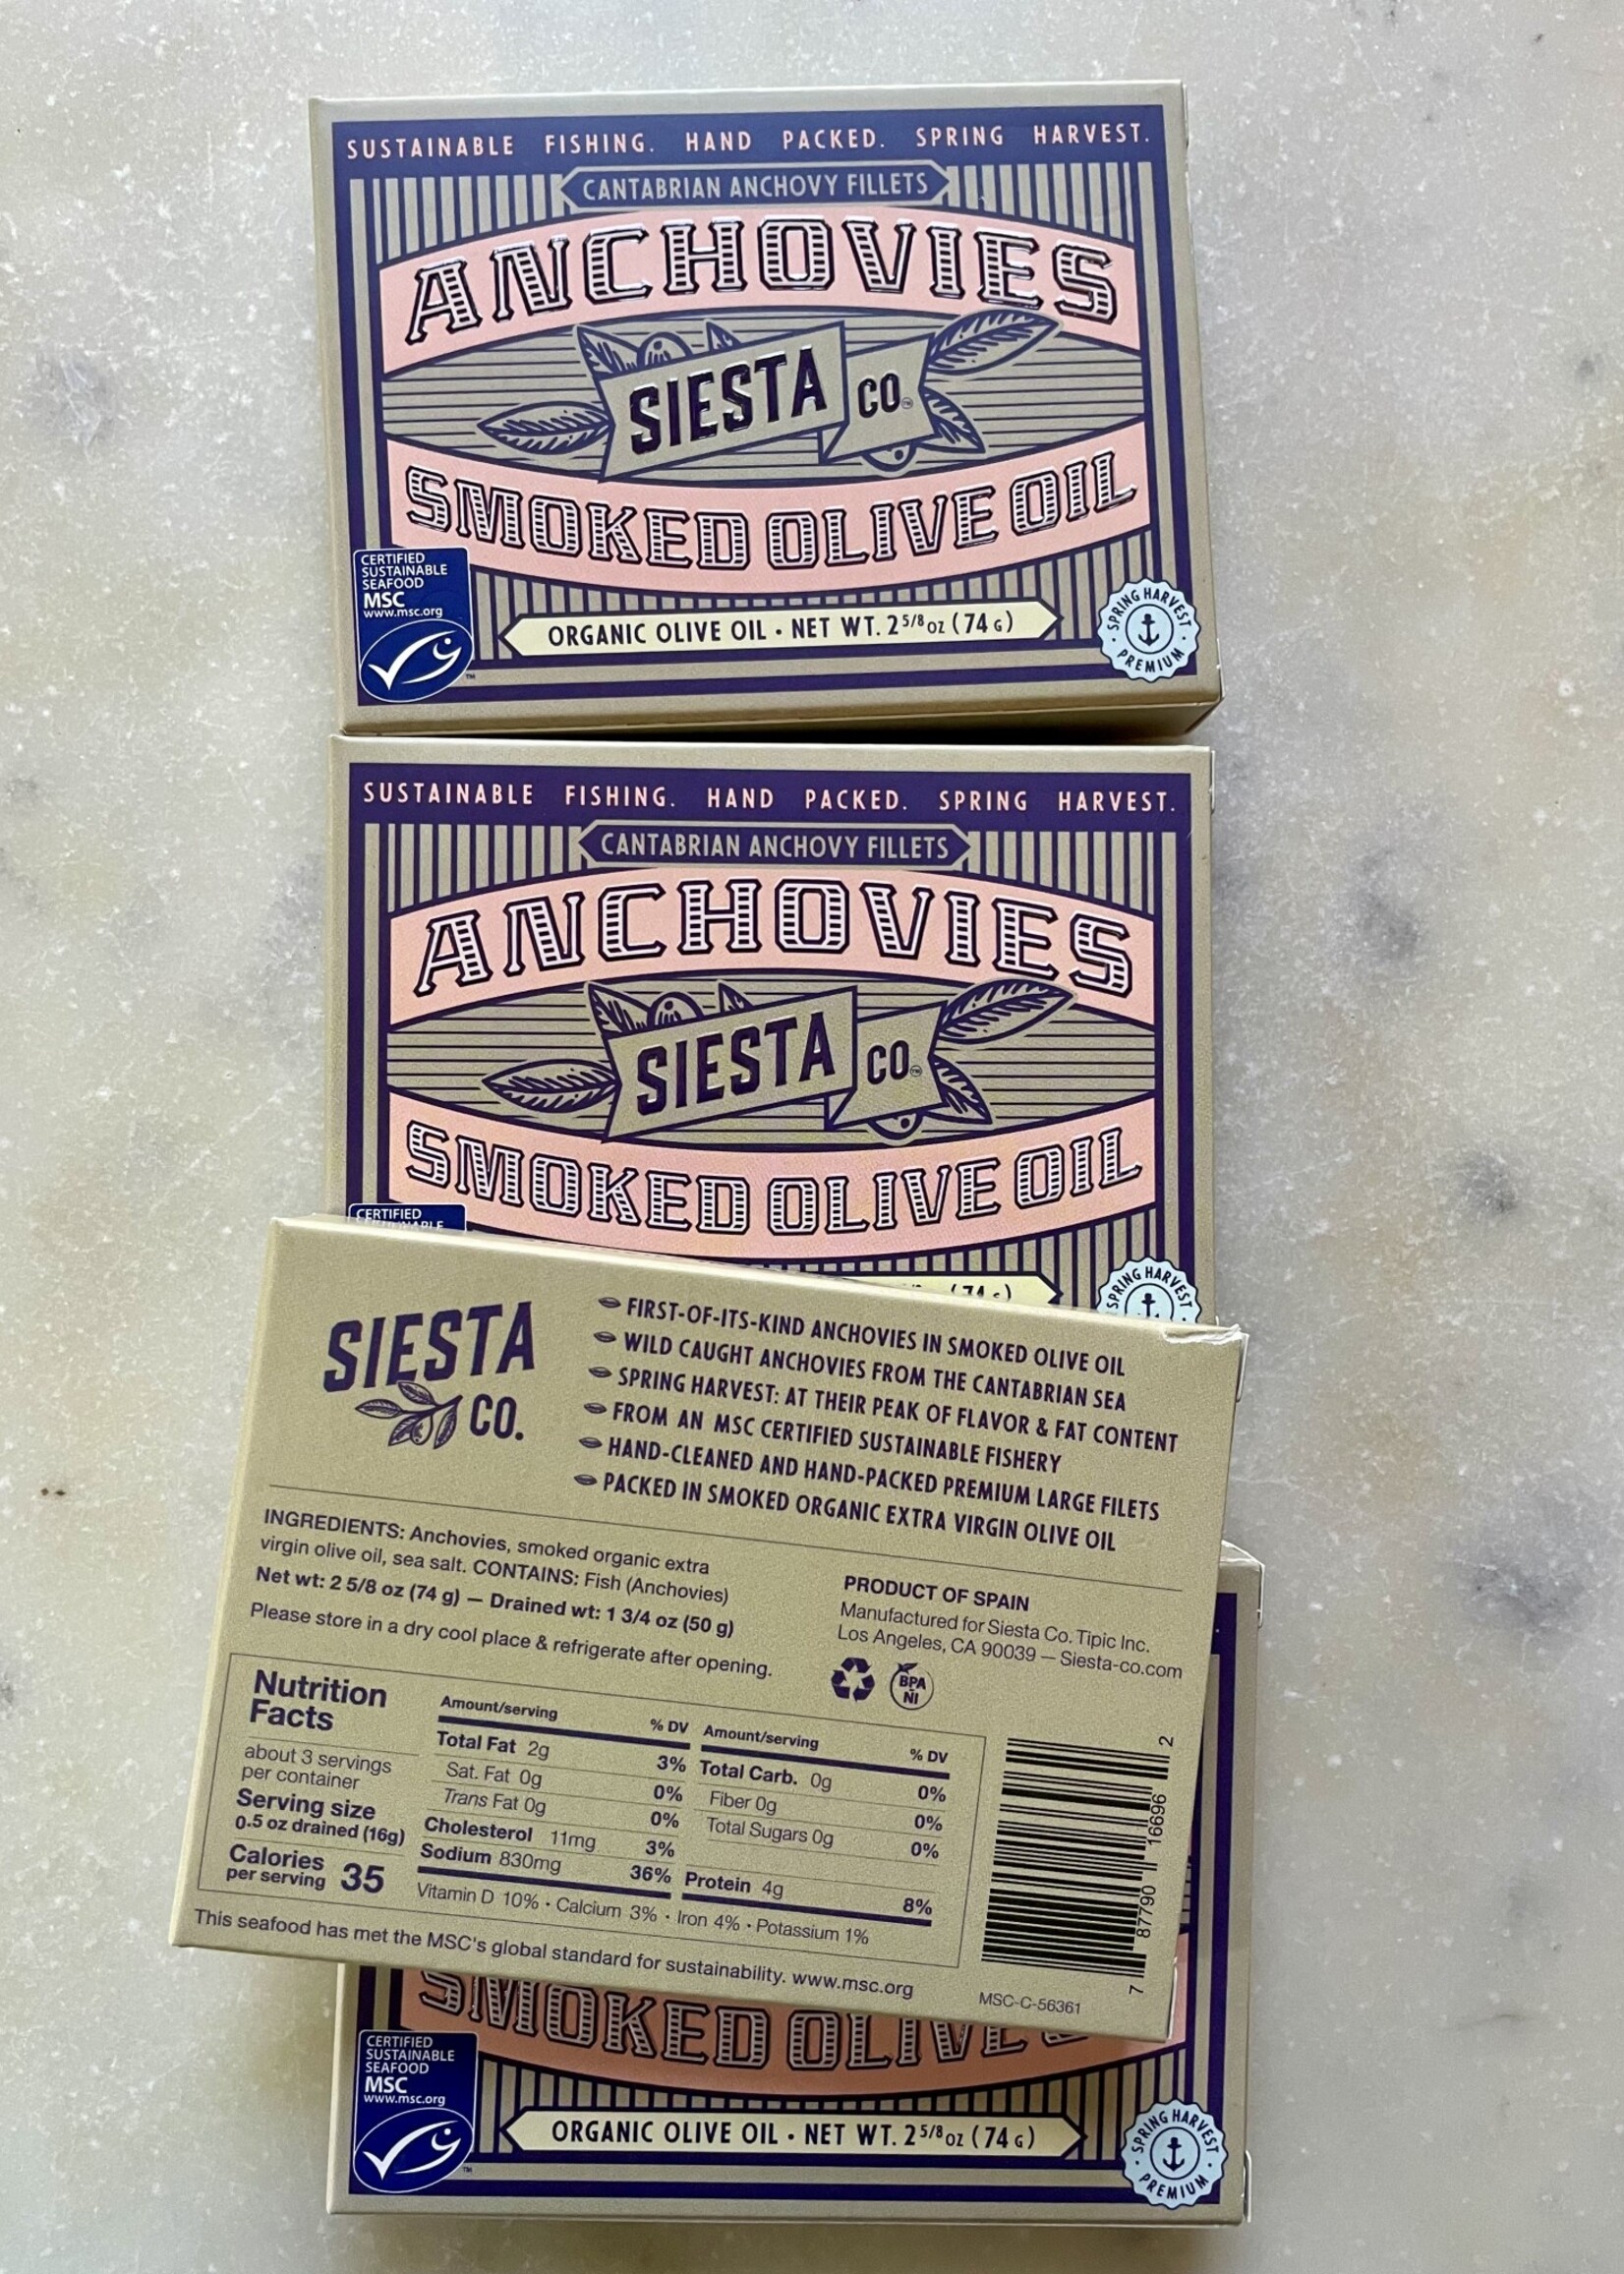 SUSTAINABLE FISHING. HAND PACKED. SPRING HARVEST.
CANTABRIAN ANCHOVY FILLETS
ANCHOVIES
SIESTA CO.
SMOKED OLIVE OIL
CERTIFIED
SUSTAINABLE
SEAFOOD
MSC
www.msc.org
™
ORGANIC OLIVE OIL • NET WT. 2 5/8 OZ (74 G)
SPRING HARVEST
PREMIUM
SUSTAINABLE FISHING. HAND PACKED. SPRING HARVEST.
CANTABRIAN ANCHOVY FILLETS
ANCHOVIES
SIESTA CO.
SMOKED OLIVE OIL
CERTIFIED
(74 G)
SPRING HARVEST
SIESTA
CO.
FIRST-OF-ITS-KIND ANCHOVIES IN SMOKED OLIVE OIL
WILD CAUGHT ANCHOVIES FROM THE CANTABRIAN SEA
SPRING HARVEST: AT THEIR PEAK OF FLAVOR & FAT CONTENT
FROM AN MSC CERTIFIED SUSTAINABLE FISHERY
HAND-CLEANED AND HAND-PACKED PREMIUM LARGE FILETS
PACKED IN SMOKED ORGANIC EXTRA VIRGIN OLIVE OIL
INGREDIENTS: Anchovies, smoked organic extra
virgin olive oil, sea salt. CONTAINS: Fish (Anchovies)
Net wt: 2 5/8 oz (74 g) — Drained wt: 1 3/4 oz (50 g)
Please store in a dry cool place & refrigerate after opening.
PRODUCT OF SPAIN
Manufactured for Siesta Co. Tipic Inc.
Los Angeles, CA 90039 — Siesta-co.com
BPA
NI
Nutrition
Facts
about 3 servings
per container
Serving size
0.5 oz drained (16g)
Calories
per serving 35
Amount/serving % DV
Total Fat 2g 3%
Sat. Fat 0g 0%
Trans Fat 0g 0%
Cholesterol 11mg 3%
Sodium 830mg 36%
Amount/serving % DV
Total Carb. 0g 0%
Fiber 0g 0%
Total Sugars 0g 0%
Protein 4g 8%
Vitamin D 10% • Calcium 3% • Iron 4% • Potassium 1%
This seafood has met the MSC's global standard for sustainability. www.msc.org
MSC-C-56361
7 87790 16696 2
SMOKED OLIVE
CERTIFIED
SUSTAINABLE
SEAFOOD
MSC
www.msc.org
™
ORGANIC OLIVE OIL • NET WT. 2 5/8 OZ (74 G)
SPRING HARVEST
PREMIUM